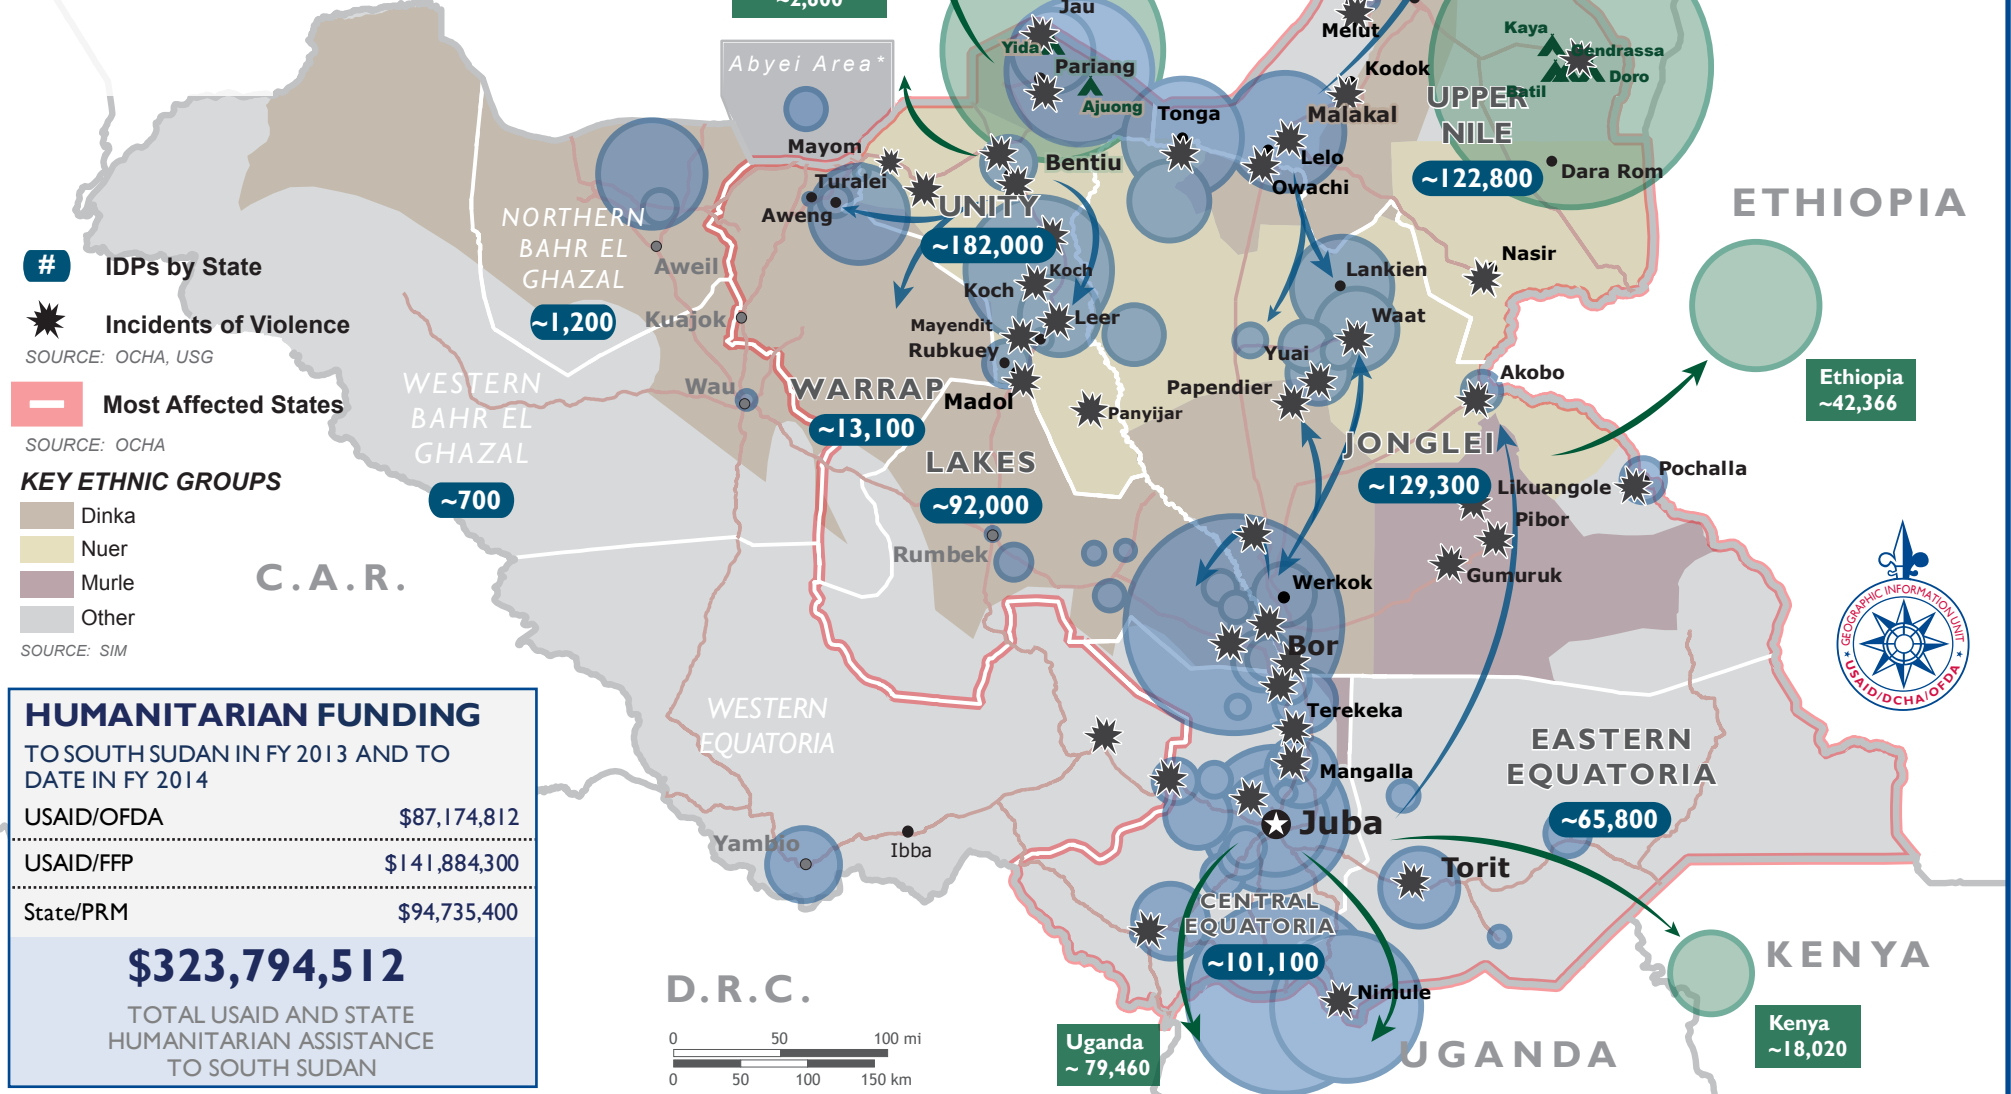 ~2,600
Jau
Yida
Pariang
Ajuong
Melut
Kodok
Malakal
UPPER
NILE
~122,800
Kaya
Gendrassa
Doro
Batil
Dara Rom
Abyei Area*
Mayom
Bentiu
Tonga
Lelo
Owachi
Turalei
Aweng
UNITY
~182,000
ETHIOPIA
NORTHERN
BAHR EL
GHAZAL
~1,200
Aweil
Kuajok
Koch
Koch
Leer
Mayendit
Rubkuey
Madol
Panyijar
Lankien
Waat
Yuai
Papendier
Nasir
Akobo
Ethiopia
~42,366
# IDPs by State
Incidents of Violence
SOURCE: OCHA, USG
Most Affected States
SOURCE: OCHA
KEY ETHNIC GROUPS
Dinka
Nuer
Murle
Other
SOURCE: SIM
WESTERN
BAHR EL
GHAZAL
~700
Wau
WARRAP
~13,100
LAKES
~92,000
Rumbek
JONGLEI
~129,300
Likuangole
Pochalla
Pibor
Gumuruk
Werkok
Bor
C.A.R.
GEOGRAPHIC INFORMATION UNIT
USAID/DCHA/OFDA
Terekeka
Mangalla
Juba
WESTERN
EQUATORIA
Yambio
Ibba
EASTERN
EQUATORIA
~65,800
Torit
CENTRAL
EQUATORIA
~101,100
Nimule
HUMANITARIAN FUNDING
TO SOUTH SUDAN IN FY 2013 AND TO
DATE IN FY 2014
USAID/OFDA $87,174,812
USAID/FFP $141,884,300
State/PRM $94,735,400
$323,794,512
TOTAL USAID AND STATE
HUMANITARIAN ASSISTANCE
TO SOUTH SUDAN
D.R.C.
0 50 100 mi
0 50 100 150 km
Uganda
~ 79,460
UGANDA
KENYA
Kenya
~18,020